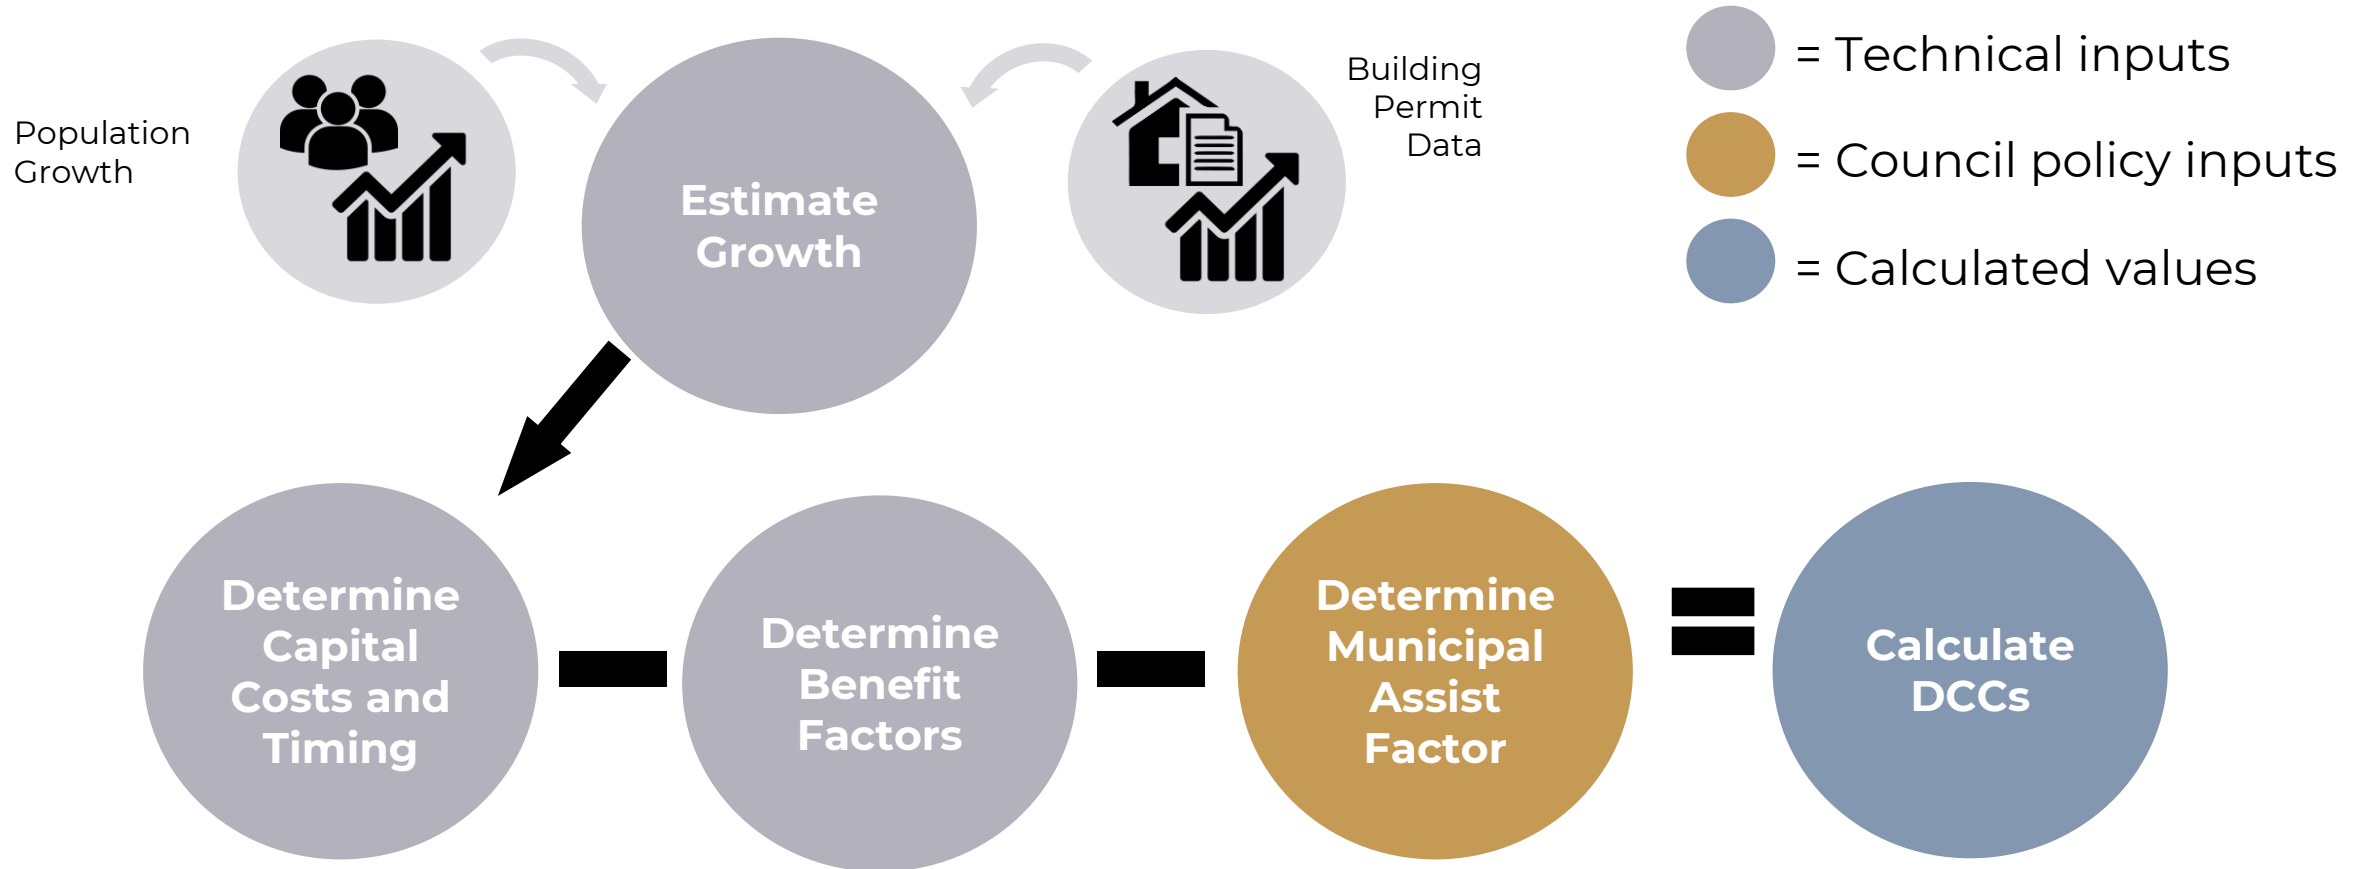 Population
Growth
Estimate
Growth
Building
Permit
Data
= Technical inputs
= Council policy inputs
= Calculated values
Determine
Capital
Costs and
Timing
Determine
Benefit
Factors
Determine
Municipal
Assist
Factor
=
Calculate
DCCs